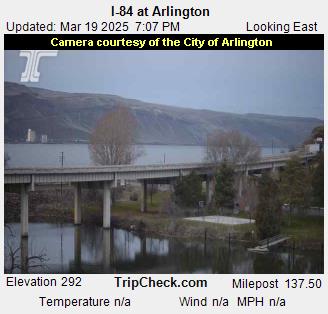 I-84 at Arlington
Updated: Mar 19 2025 7:07 PM Looking East
Camera courtesy of the City of Arlington
Elevation 292 TripCheck.com Milepost 137.50
Temperature n/a Wind n/a MPH n/a